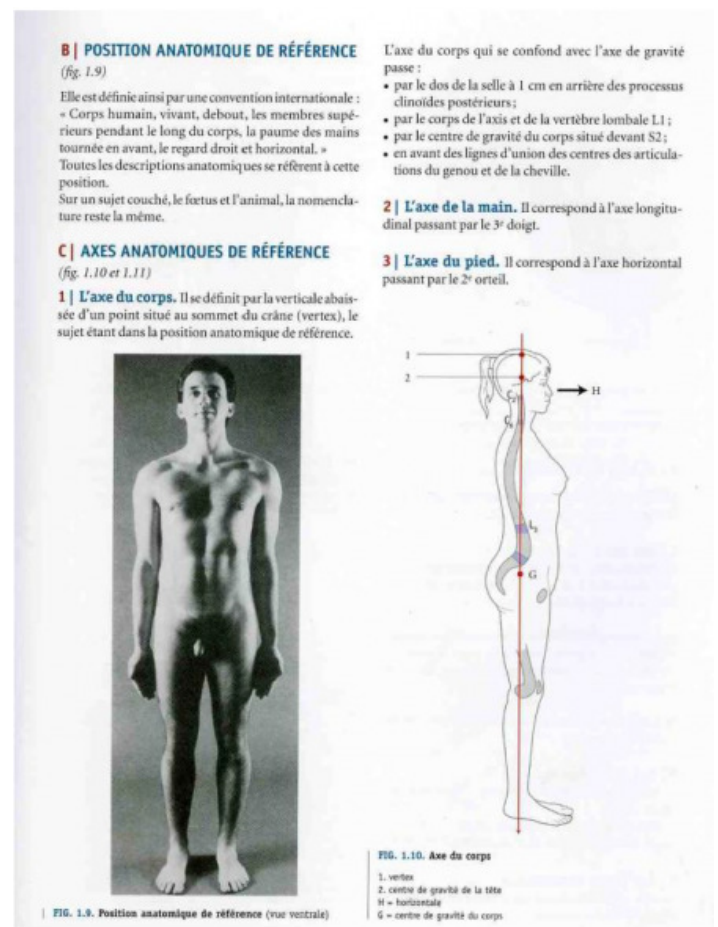 B | POSITION ANATOMIQUE DE RÉFÉRENCE
(fig. 1.9)
Elle est définie ainsi par une convention internationale :
« Corps humain, vivant, debout, les membres supé-
rieurs pendant le long du corps, la paume des mains
tournée en avant, le regard droit et horizontal. »
Toutes les descriptions anatomiques se réfèrent à cette
position.
Sur un sujet couché, le fœtus et l'animal, la nomencla-
ture reste la même.
C | AXES ANATOMIQUES DE RÉFÉRENCE
(fig. 1.10 et 1.11)
1 | L'axe du corps. Il se définit par la verticale abais-
sée d'un point situé au sommet du crâne (vertex), le
sujet étant dans la position anatomique de référence.
FIG. 1.9. Position anatomique de référence (vue ventrale)
L'axe du corps qui se confond avec l'axe de gravité
passe :
• par le dos de la selle à 1 cm en arrière des processus
clinoïdes postérieurs ;
• par le corps de l'axis et de la vertèbre lombale L1 ;
• par le centre de gravité du corps situé devant S2 ;
• en avant des lignes d'union des centres des articula-
tions du genou et de la cheville.
2 | L'axe de la main. Il correspond à l'axe longitu-
dinal passant par le 3e doigt.
3 | L'axe du pied. Il correspond à l'axe horizontal
passant par le 2e orteil.
1
2
H
G
FIG. 1.10. Axe du corps
1. vertex
2. centre de gravité de la tête
H = horizontale
G = centre de gravité du corps